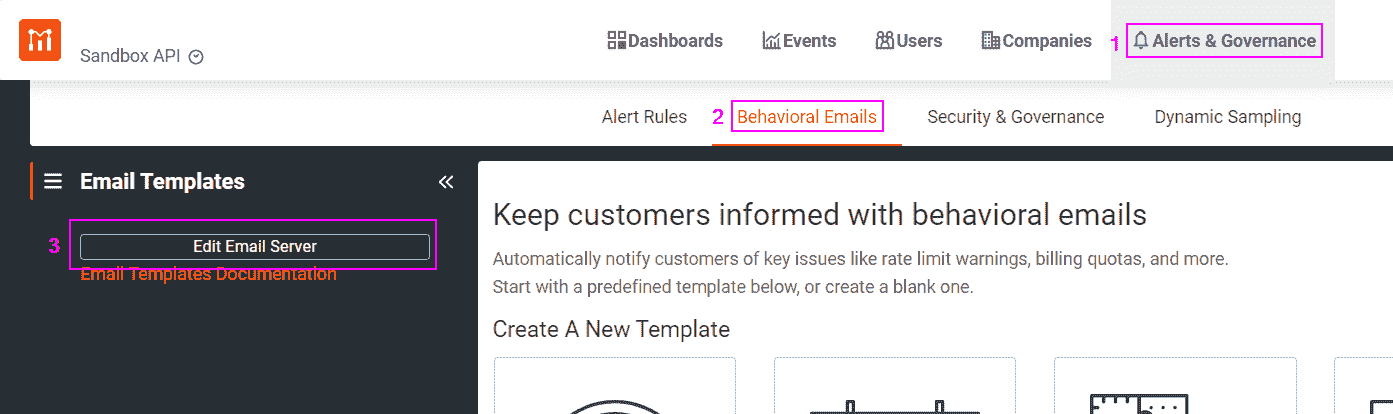 Sandbox API
Dashboards Events Users Companies 1 Alerts & Governance
Alert Rules 2 Behavioral Emails Security & Governance Dynamic Sampling
Email Templates
3 Edit Email Server
Email Templates Documentation
Keep customers informed with behavioral emails
Automatically notify customers of key issues like rate limit warnings, billing quotas, and more.
Start with a predefined template below, or create a blank one.
Create A New Template